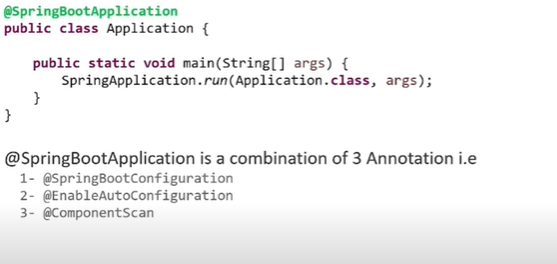 @SpringBootApplication
public class Application {
public static void main(String[] args) {
SpringApplication.run(Application.class, args);
}
}
@SpringBootApplication is a combination of 3 Annotation i.e
1- @SpringBootConfiguration
2- @EnableAutoConfiguration
3- @ComponentScan